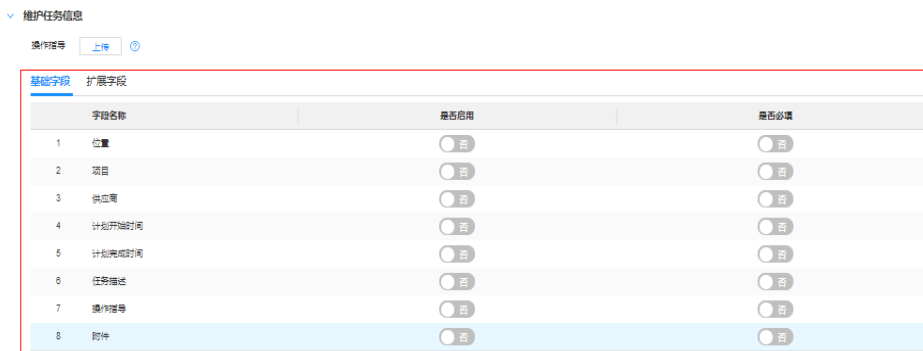 维护任务信息
操作指导 上传 ?
基础字段 扩展字段
字段名称 是否启用 是否必填
1 位置 否 否
2 项目 否 否
3 供应商 否 否
4 计划开始时间 否 否
5 计划完成时间 否 否
6 任务描述 否 否
7 操作指导 否 否
8 附件 否 否